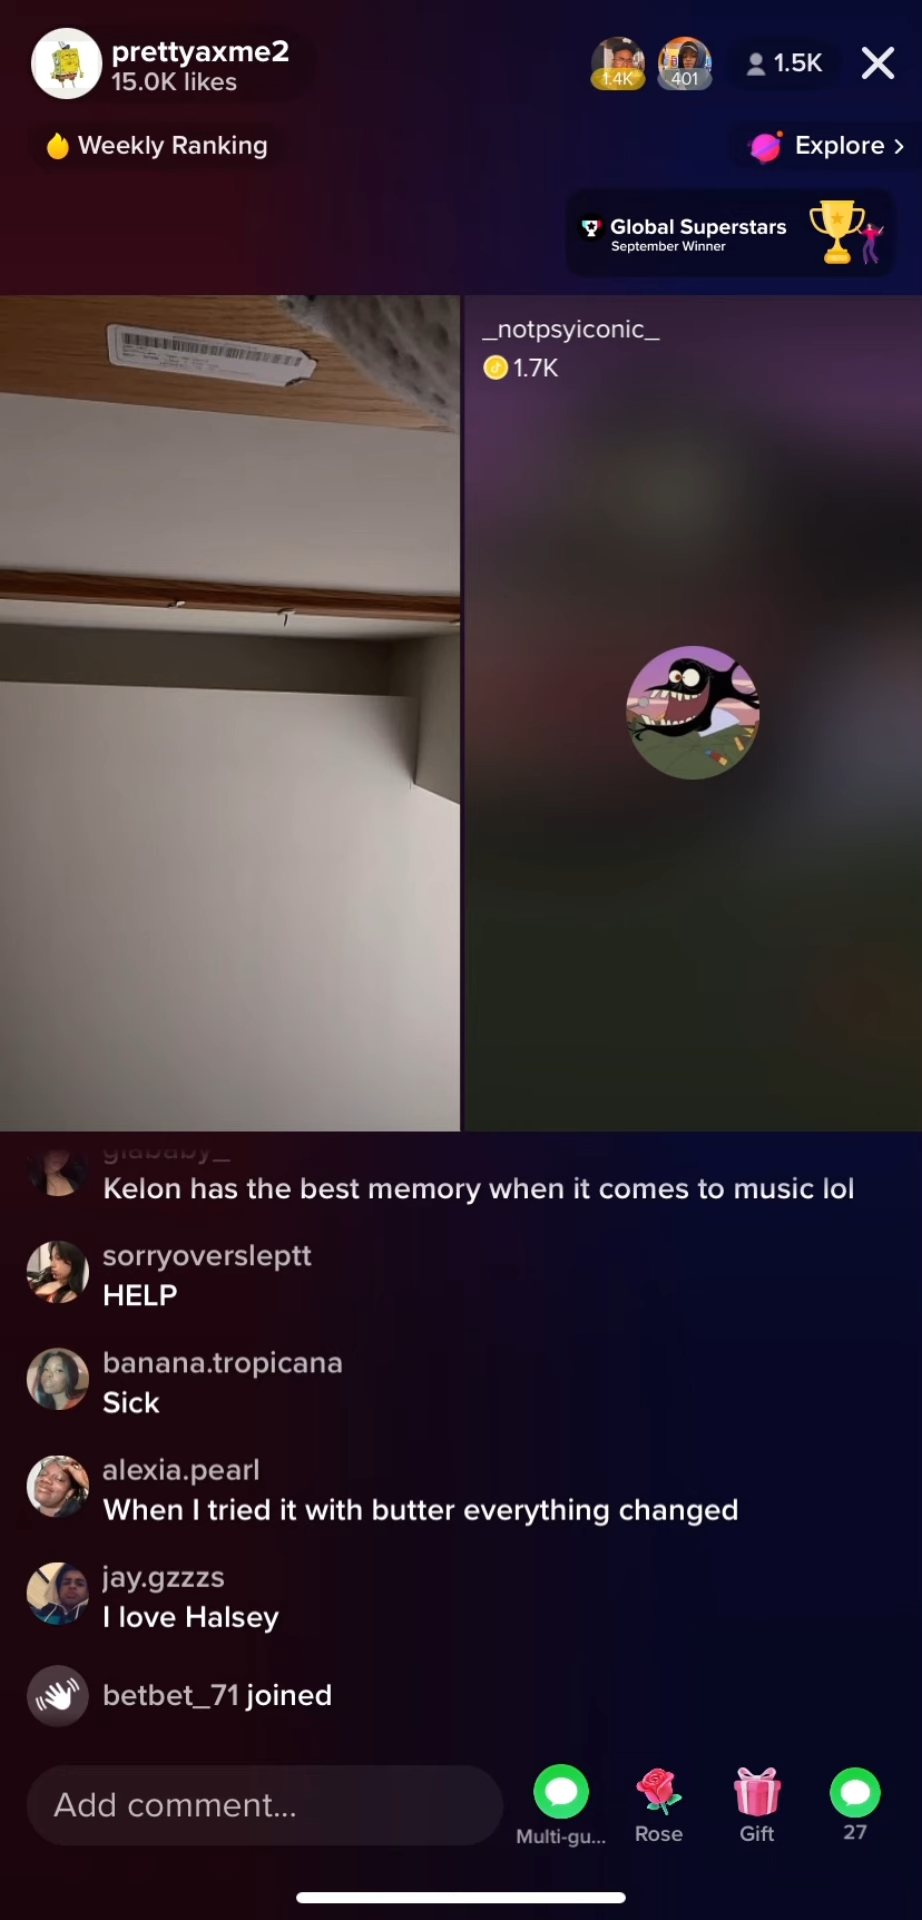 prettyaxme2
15.0K likes
1.4K
401
1.5K
Weekly Ranking
Explore >
Global Superstars
September Winner
_notpsyiconic_
1.7K
giababy_
Kelon has the best memory when it comes to music lol
sorryoversleptt
HELP
banana.tropicana
Sick
alexia.pearl
When I tried it with butter everything changed
jay.gzzzs
I love Halsey
betbet_71 joined
Add comment...
Multi-gu...
Rose
Gift
27